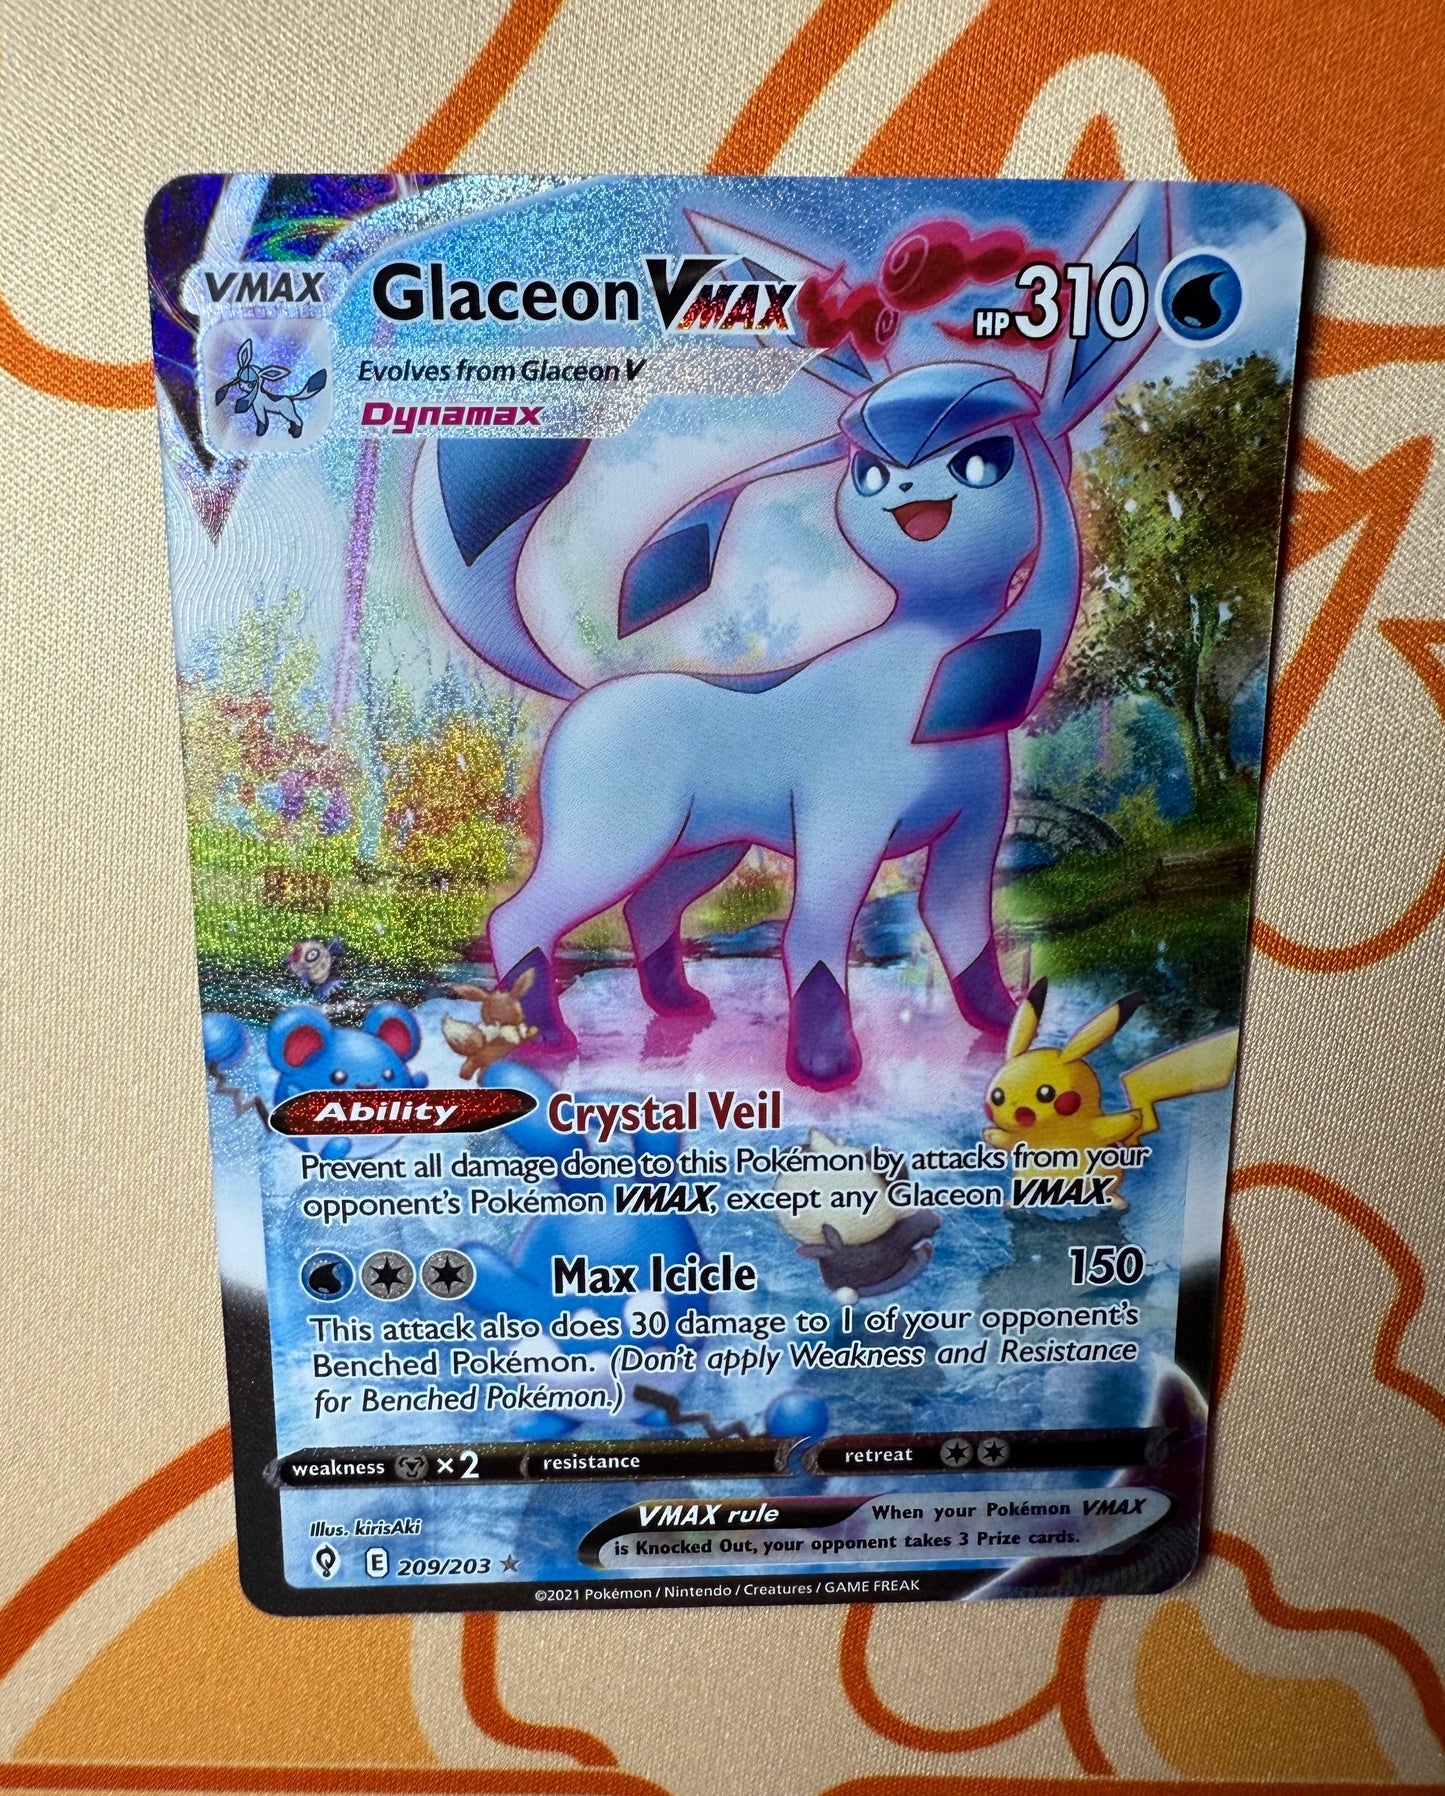 VMAX
Glaceon VMAX
HP 310
Evolves from Glaceon V
Dynamax
Ability Crystal Veil
Prevent all damage done to this Pokémon by attacks from your
opponent's Pokémon VMAX, except any Glaceon VMAX.
Max Icicle 150
This attack also does 30 damage to 1 of your opponent's
Benched Pokémon. (Don't apply Weakness and Resistance
for Benched Pokémon.)
weakness ×2 resistance retreat
VMAX rule When your Pokémon VMAX
is Knocked Out, your opponent takes 3 Prize cards.
Illus. kirisAki
E 209/203
©2021 Pokémon / Nintendo / Creatures / GAME FREAK